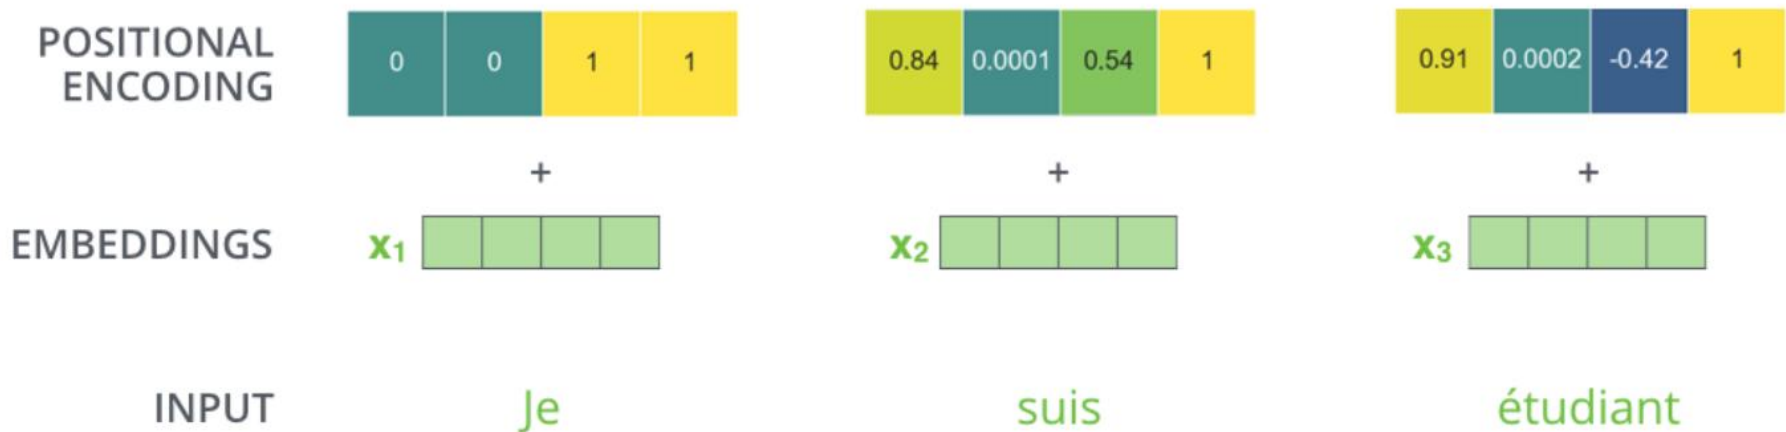 POSITIONAL
ENCODING
0 0 1 1
0.84 0.0001 0.54 1
0.91 0.0002 -0.42 1
+ + +
EMBEDDINGS x1 x2 x3
INPUT Je suis étudiant